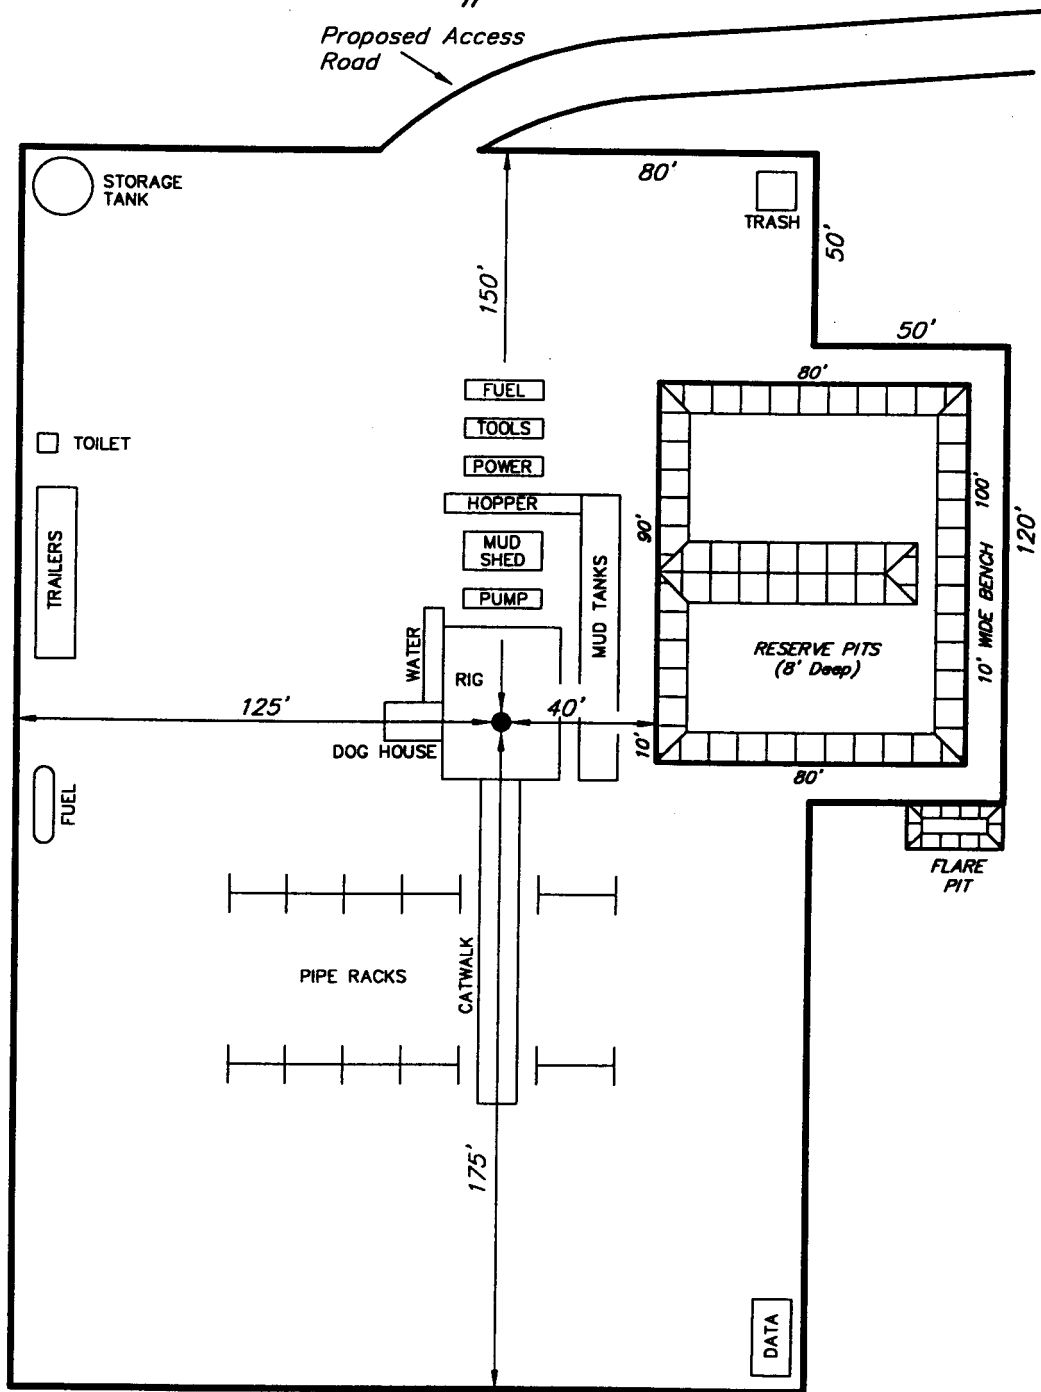 Proposed Access
Road
STORAGE
TANK
80'
TRASH
50'
150'
50'
FUEL
80'
TOOLS
TOILET
POWER
HOPPER
100'
90'
120'
MUD
SHED
TRAILERS
MUD TANKS
10' WIDE BENCH
PUMP
WATER
RIG
RESERVE PITS
(8' Deep)
125'
40'
10'
DOG HOUSE
80'
FUEL
FLARE
PIT
PIPE RACKS
CATWALK
175'
DATA